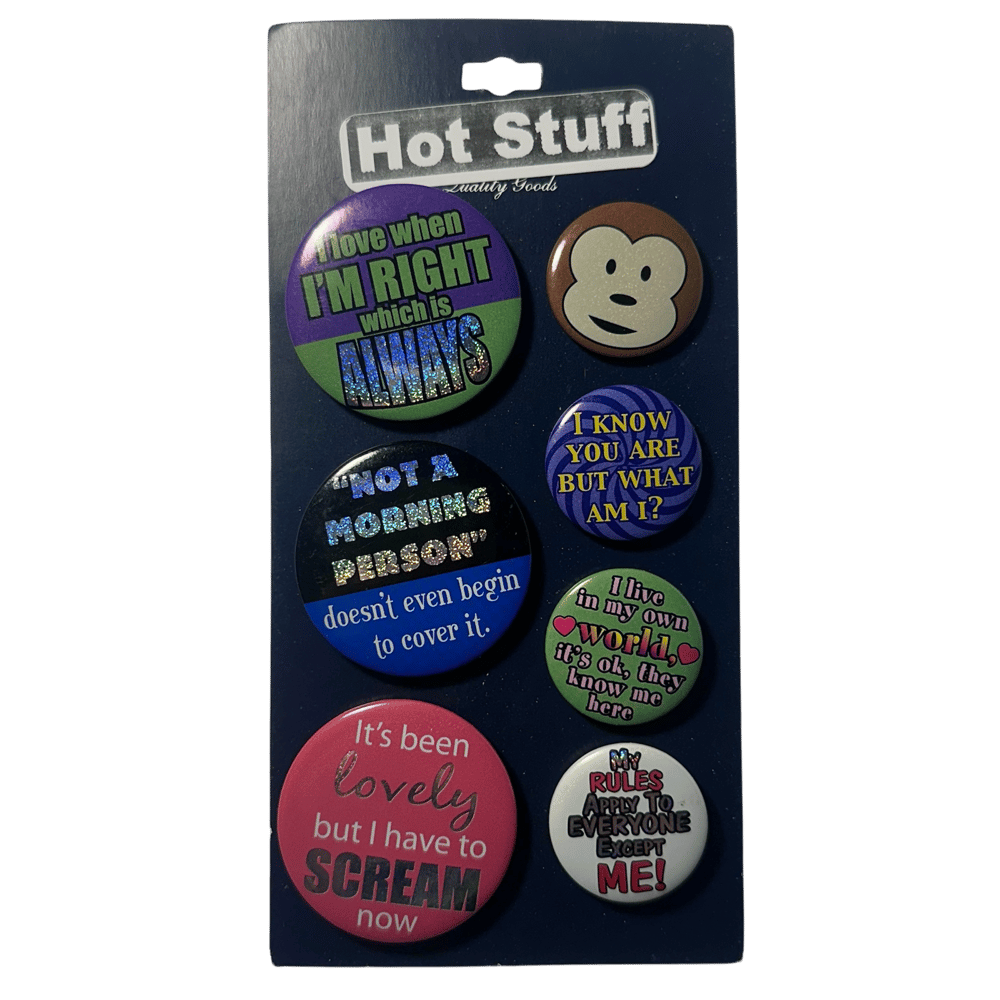 Hot Stuff
Quality Goods
I love when
I'M RIGHT
which is
ALWAYS
"NOT A
MORNING
PERSON"
doesn't even begin
to cover it.
It's been
lovely
but I have to
SCREAM
now
I KNOW
YOU ARE
BUT WHAT
AM I?
I live
in my own
world,
it's ok, they
know me
here
MY
RULES
APPLY TO
EVERYONE
EXCEPT
ME!